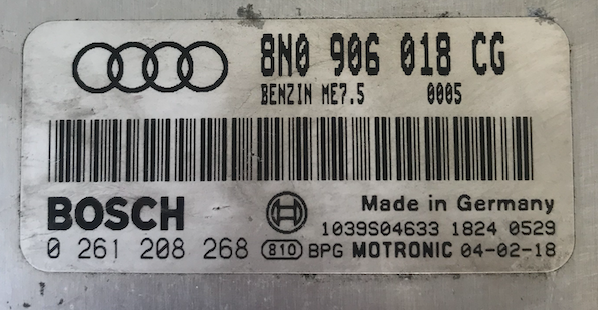 8N0 906 018 CG
BENZIN ME7.5 0005
BOSCH
Made in Germany
1039S04633 1824 0529
0 261 208 268 810 BPG MOTRONIC 04-02-18